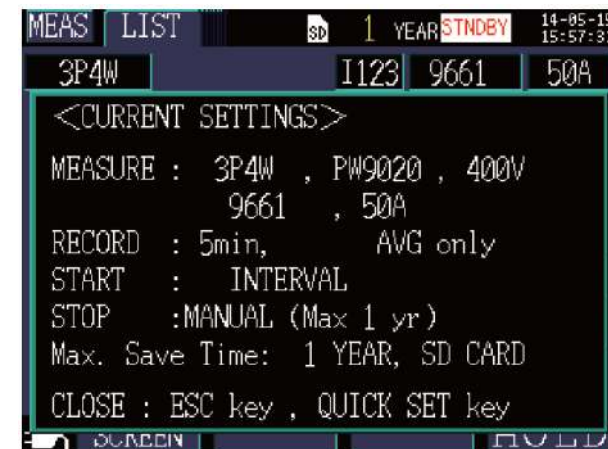 MEAS LIST SD 1 YEAR STNDBY 14-05-15
15:57:3
3P4W I123 9661 50A
<CURRENT SETTINGS>
MEASURE : 3P4W , PW9020 , 400V
9661 , 50A
RECORD : 5min, AVG only
START : INTERVAL
STOP :MANUAL (Max 1 yr)
Max. Save Time: 1 YEAR, SD CARD
CLOSE : ESC key , QUICK SET key
SCREEN HOLD